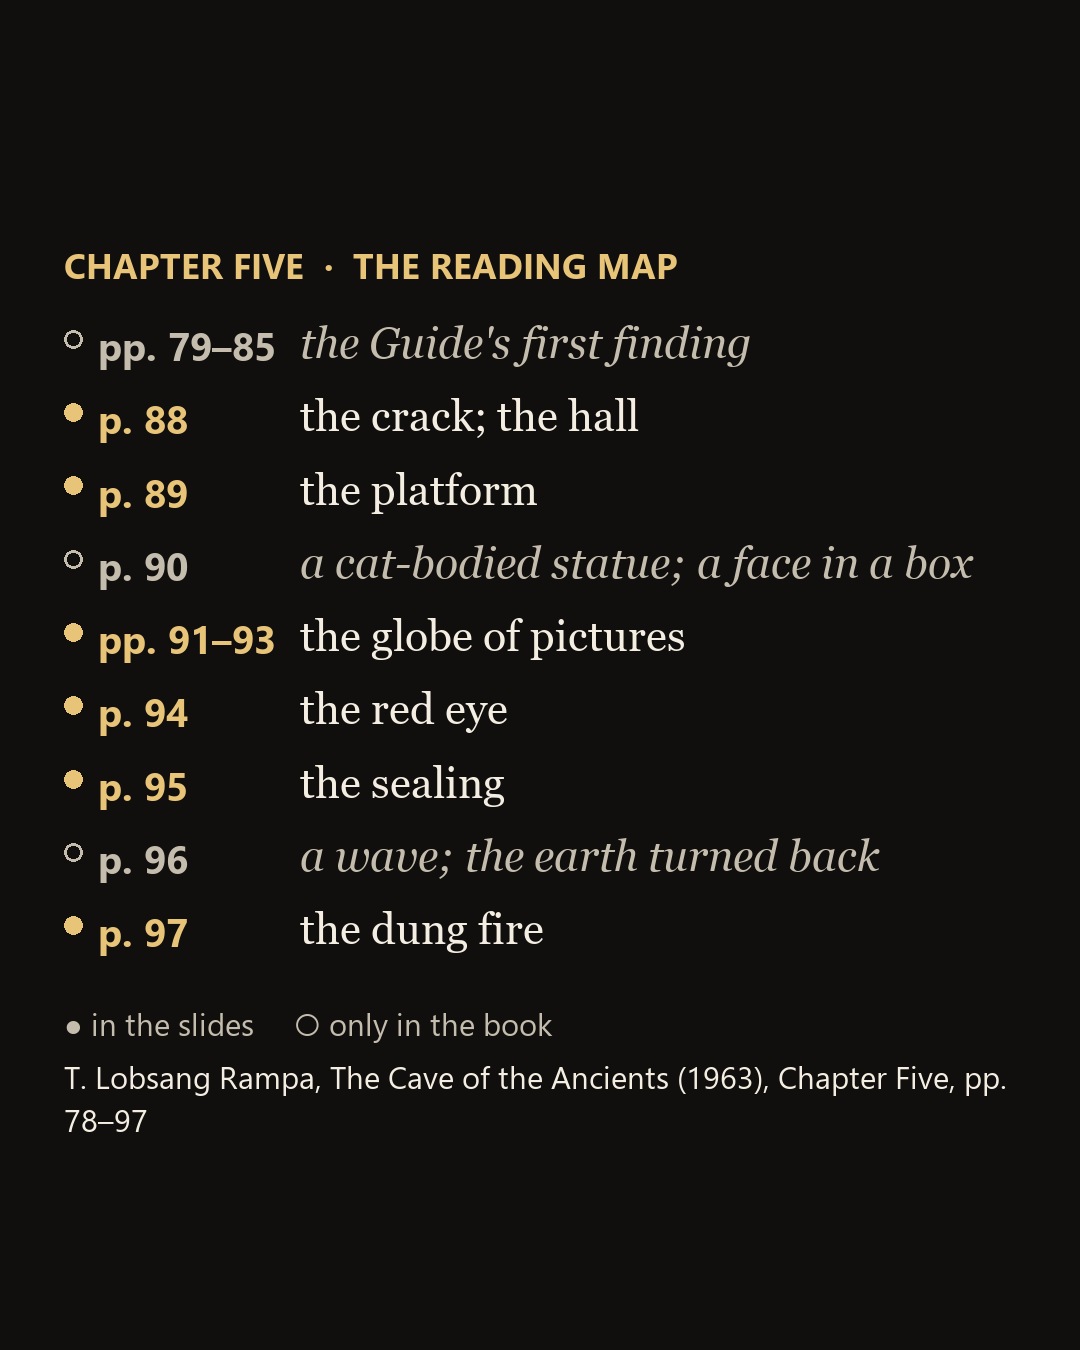 CHAPTER FIVE · THE READING MAP
○ pp. 79–85 the Guide's first finding
● p. 88 the crack; the hall
● p. 89 the platform
○ p. 90 a cat-bodied statue; a face in a box
● pp. 91–93 the globe of pictures
● p. 94 the red eye
● p. 95 the sealing
○ p. 96 a wave; the earth turned back
● p. 97 the dung fire
● in the slides ○ only in the book
T. Lobsang Rampa, The Cave of the Ancients (1963), Chapter Five, pp.
78–97